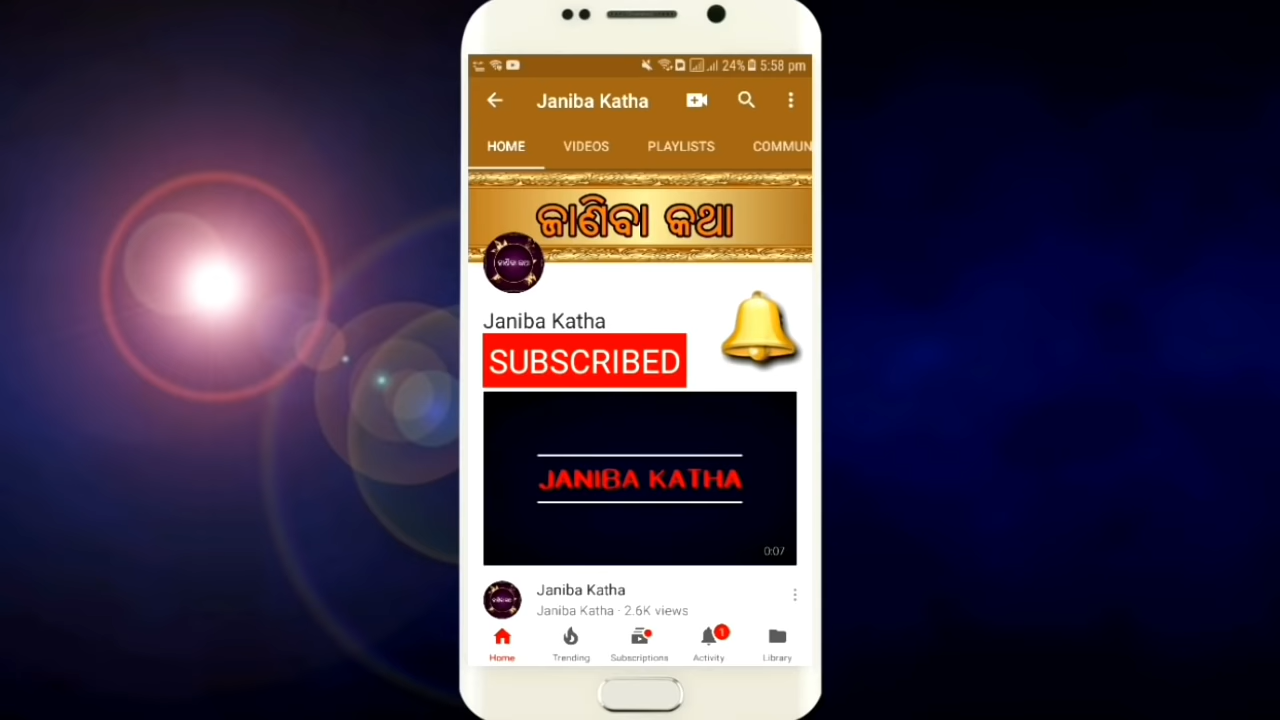 24% 5:58 pm
Janiba Katha
HOME VIDEOS PLAYLISTS COMMUN
ଜାଣିବା କଥା
ଜାଣିବା କଥା
Janiba Katha
SUBSCRIBED
JANIBA KATHA
0:07
Janiba Katha
Janiba Katha · 2.6K views
1
Home Trending Subscriptions Activity Library